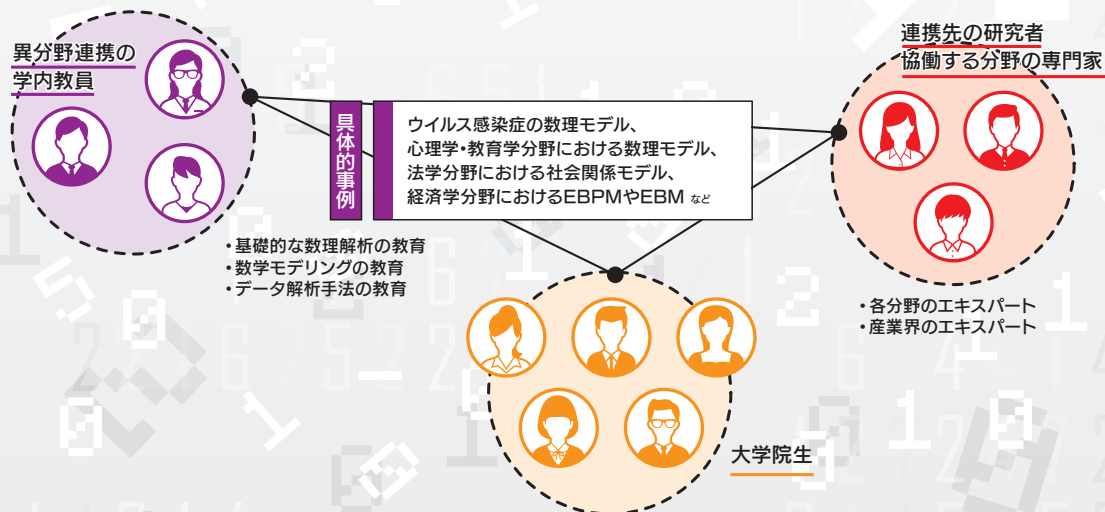 異分野連携の
学内教員
連携先の研究者
協働する分野の専門家
具体的事例
ウイルス感染症の数理モデル、
心理学・教育学分野における数理モデル、
法学分野における社会関係モデル、
経済学分野におけるEBPMやEBM など
・基礎的な数理解析の教育
・数学モデリングの教育
・データ解析手法の教育
・各分野のエキスパート
・産業界のエキスパート
大学院生